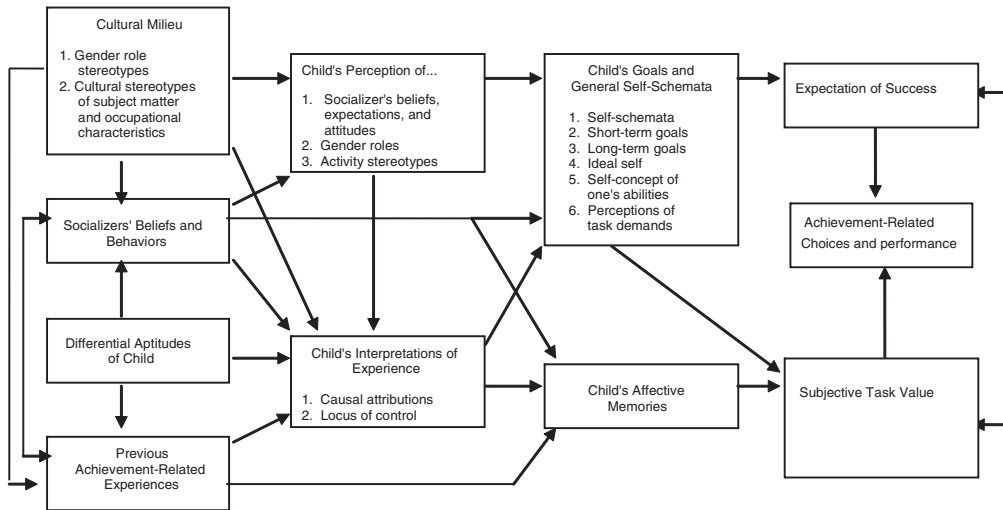 Cultural Milieu
1. Gender role
stereotypes
2. Cultural stereotypes
of subject matter
and occupational
characteristics
Socializers' Beliefs and
Behaviors
Differential Aptitudes
of Child
Previous
Achievement-Related
Experiences
Child's Perception of...
1. Socializer's beliefs,
expectations, and
attitudes
2. Gender roles
3. Activity stereotypes
Child's Interpretations of
Experience
1. Causal attributions
2. Locus of control
Child's Goals and
General Self-Schemata
1. Self-schemata
2. Short-term goals
3. Long-term goals
4. Ideal self
5. Self-concept of
one's abilities
6. Perceptions of
task demands
Child's Affective
Memories
Expectation of Success
Achievement-Related
Choices and performance
Subjective Task Value